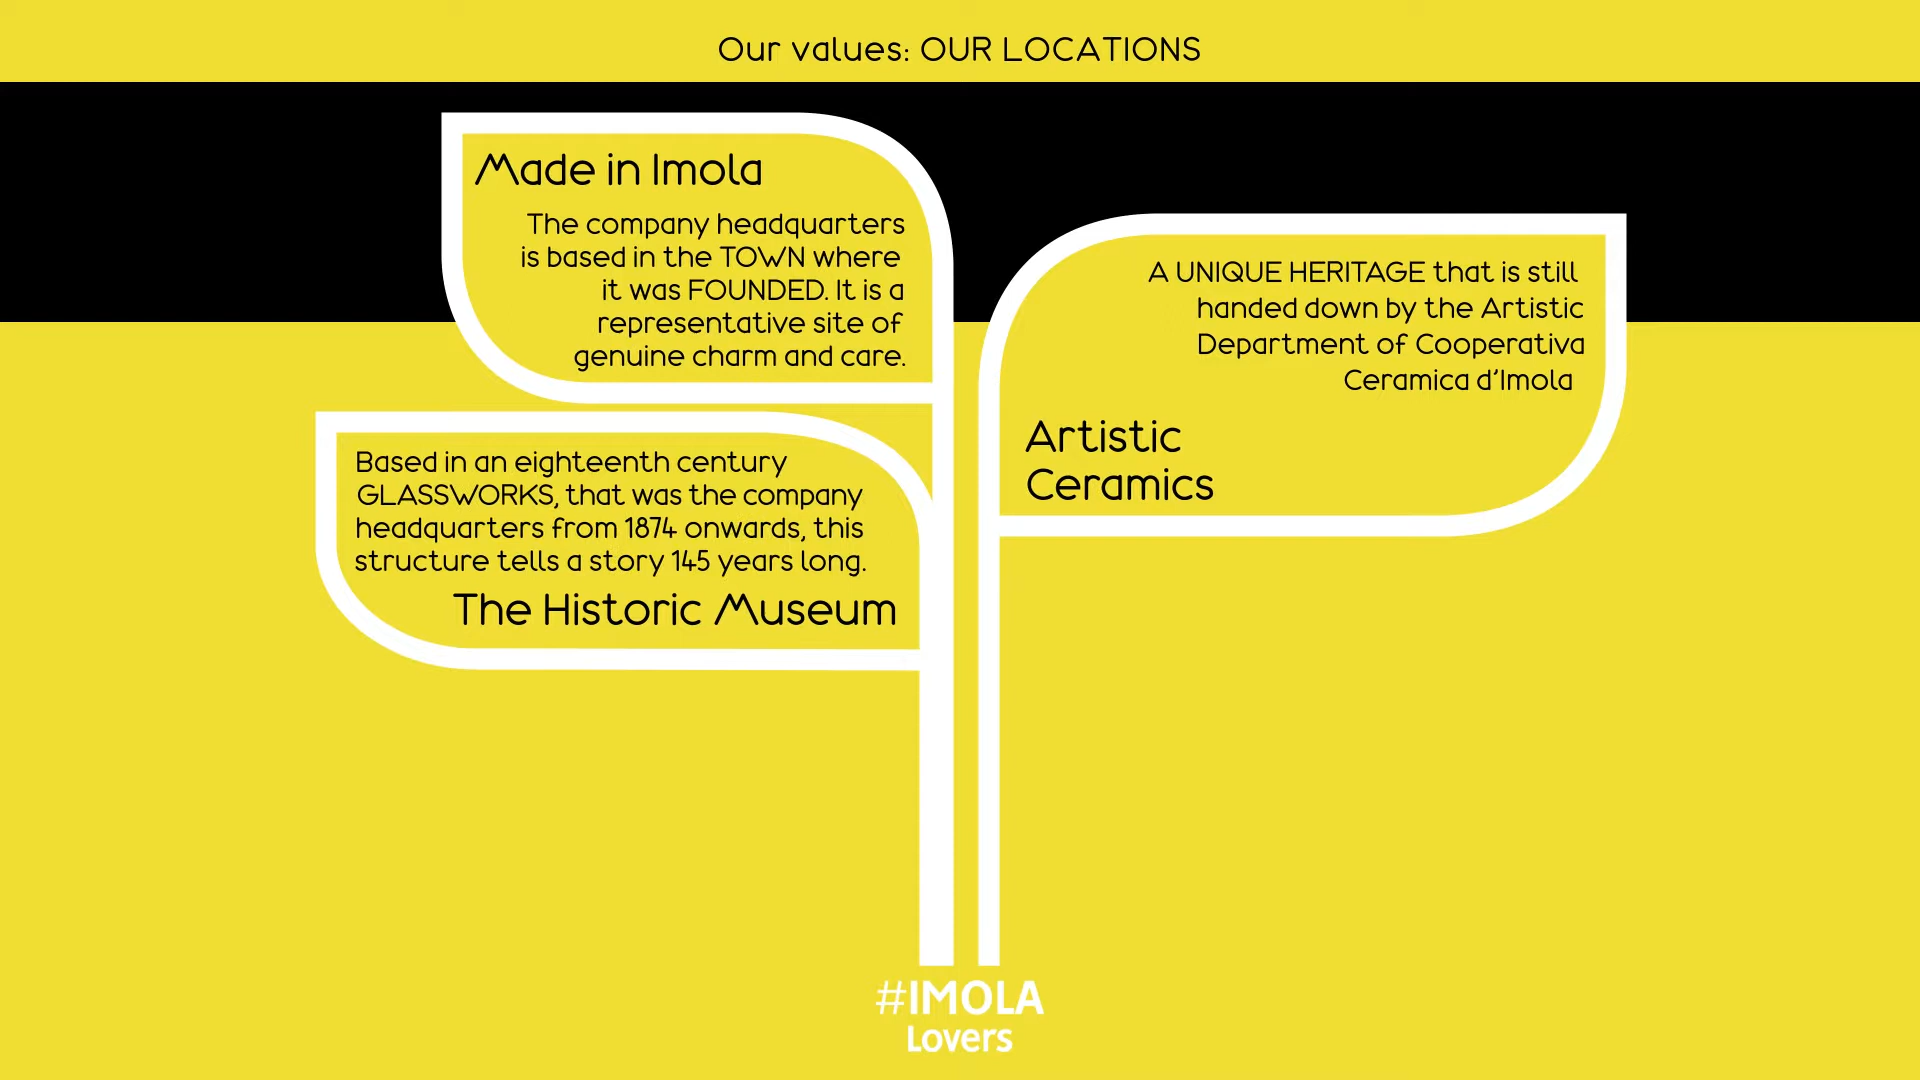 Our values: OUR LOCATIONS
Made in Imola
The company headquarters
is based in the TOWN where
it was FOUNDED. It is a
representative site of
genuine charm and care.
A UNIQUE HERITAGE that is still
handed down by the Artistic
Department of Cooperativa
Ceramica d'Imola
Artistic
Ceramics
Based in an eighteenth century
GLASSWORKS, that was the company
headquarters from 1874 onwards, this
structure tells a story 145 years long.
The Historic Museum
#IMOLA
Lovers